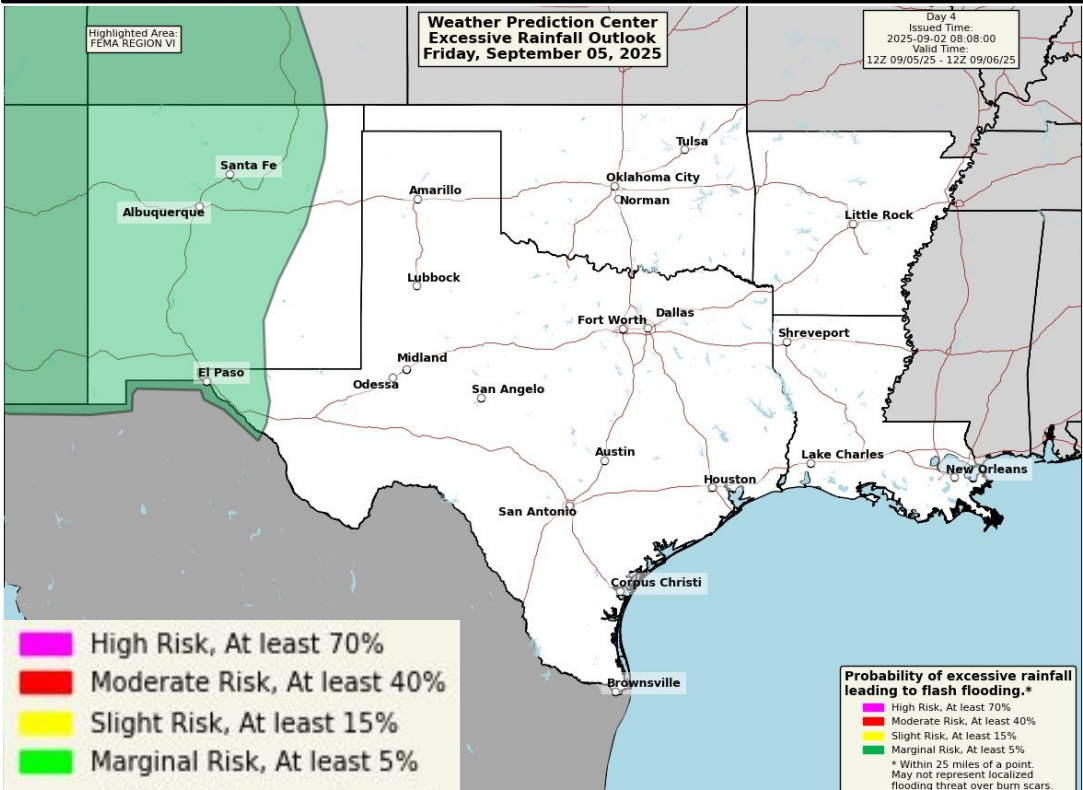 Highlighted Area:
FEMA REGION VI
Weather Prediction Center
Excessive Rainfall Outlook
Friday, September 05, 2025
Day 4
Issued Time:
2025-09-02 08:08:00
Valid Time:
12Z 09/05/25 - 12Z 09/06/25
Tulsa
Santa Fe
Oklahoma City
Amarillo
Norman
Albuquerque
Little Rock
Lubbock
Dallas
Fort Worth
Shreveport
Midland
El Paso
Odessa
San Angelo
Austin
Lake Charles
New Orleans
Houston
San Antonio
Corpus Christi
Brownsville
High Risk, At least 70%
Moderate Risk, At least 40%
Slight Risk, At least 15%
Marginal Risk, At least 5%
Probability of excessive rainfall
leading to flash flooding.*
High Risk, At least 70%
Moderate Risk, At least 40%
Slight Risk, At least 15%
Marginal Risk, At least 5%
* Within 25 miles of a point.
May not represent localized
flooding threat over burn scars.